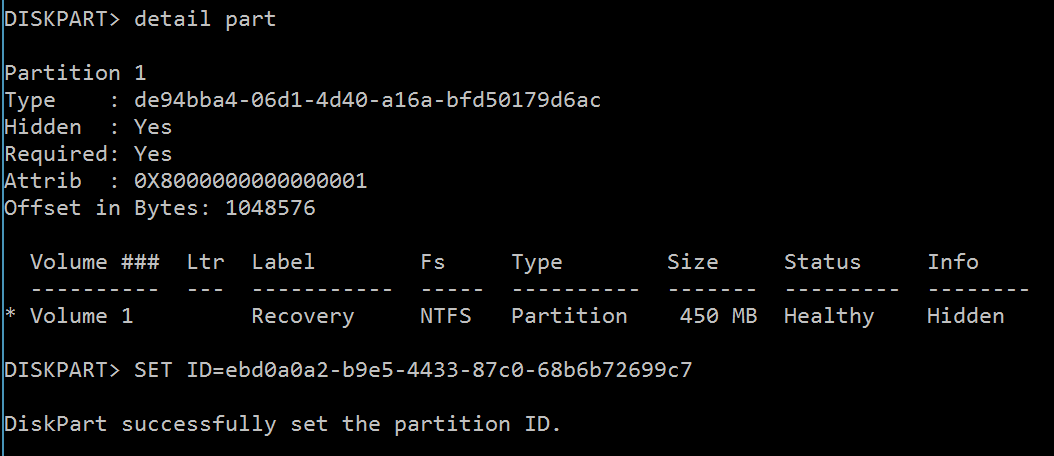 DISKPART> detail part
Partition 1
Type    : de94bba4-06d1-4d40-a16a-bfd50179d6ac
Hidden  : Yes
Required: Yes
Attrib  : 0X8000000000000001
Offset in Bytes: 1048576
  Volume ###  Ltr  Label        Fs     Type        Size     Status     Info
  ----------  ---  -----------  -----  ----------  -------  ---------  --------
* Volume 1         Recovery     NTFS   Partition    450 MB  Healthy    Hidden
DISKPART> SET ID=ebd0a0a2-b9e5-4433-87c0-68b6b72699c7
DiskPart successfully set the partition ID.